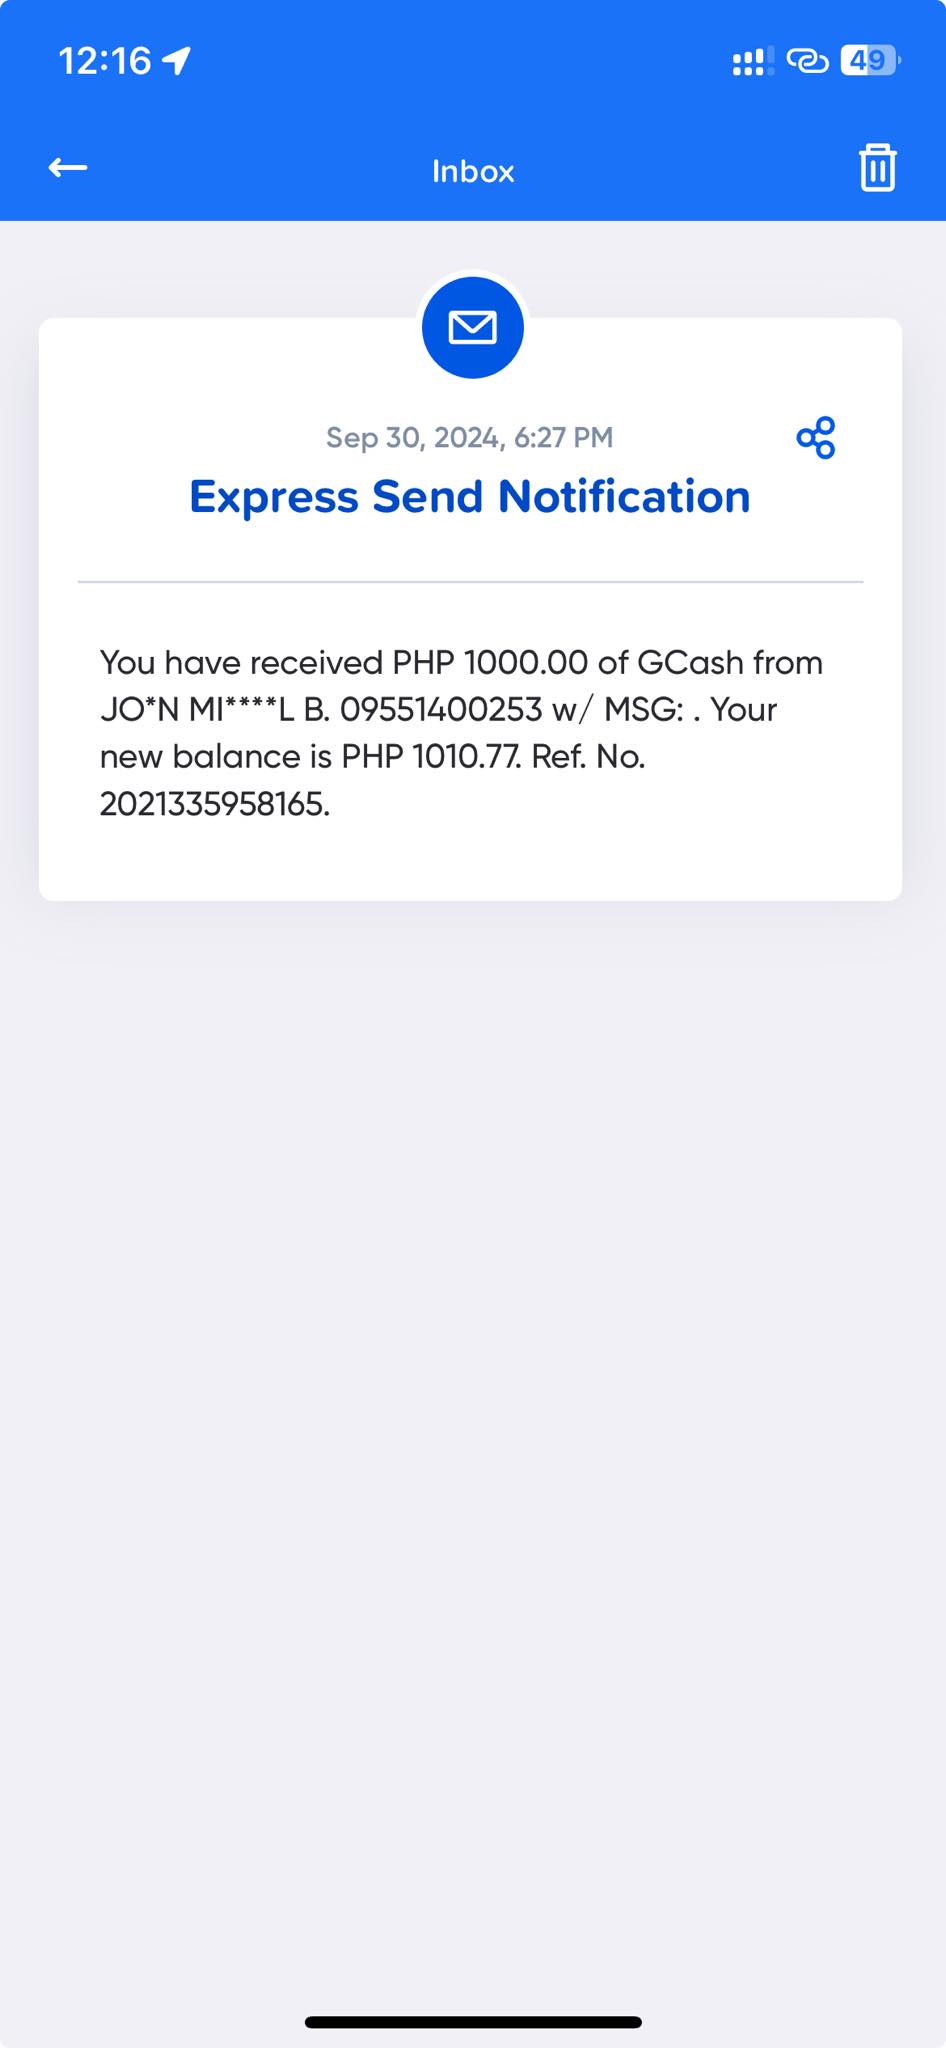 12:16
49
Inbox
Sep 30, 2024, 6:27 PM
Express Send Notification
You have received PHP 1000.00 of GCash from
JO*N MI****L B. 09551400253 w/ MSG: . Your
new balance is PHP 1010.77. Ref. No.
2021335958165.